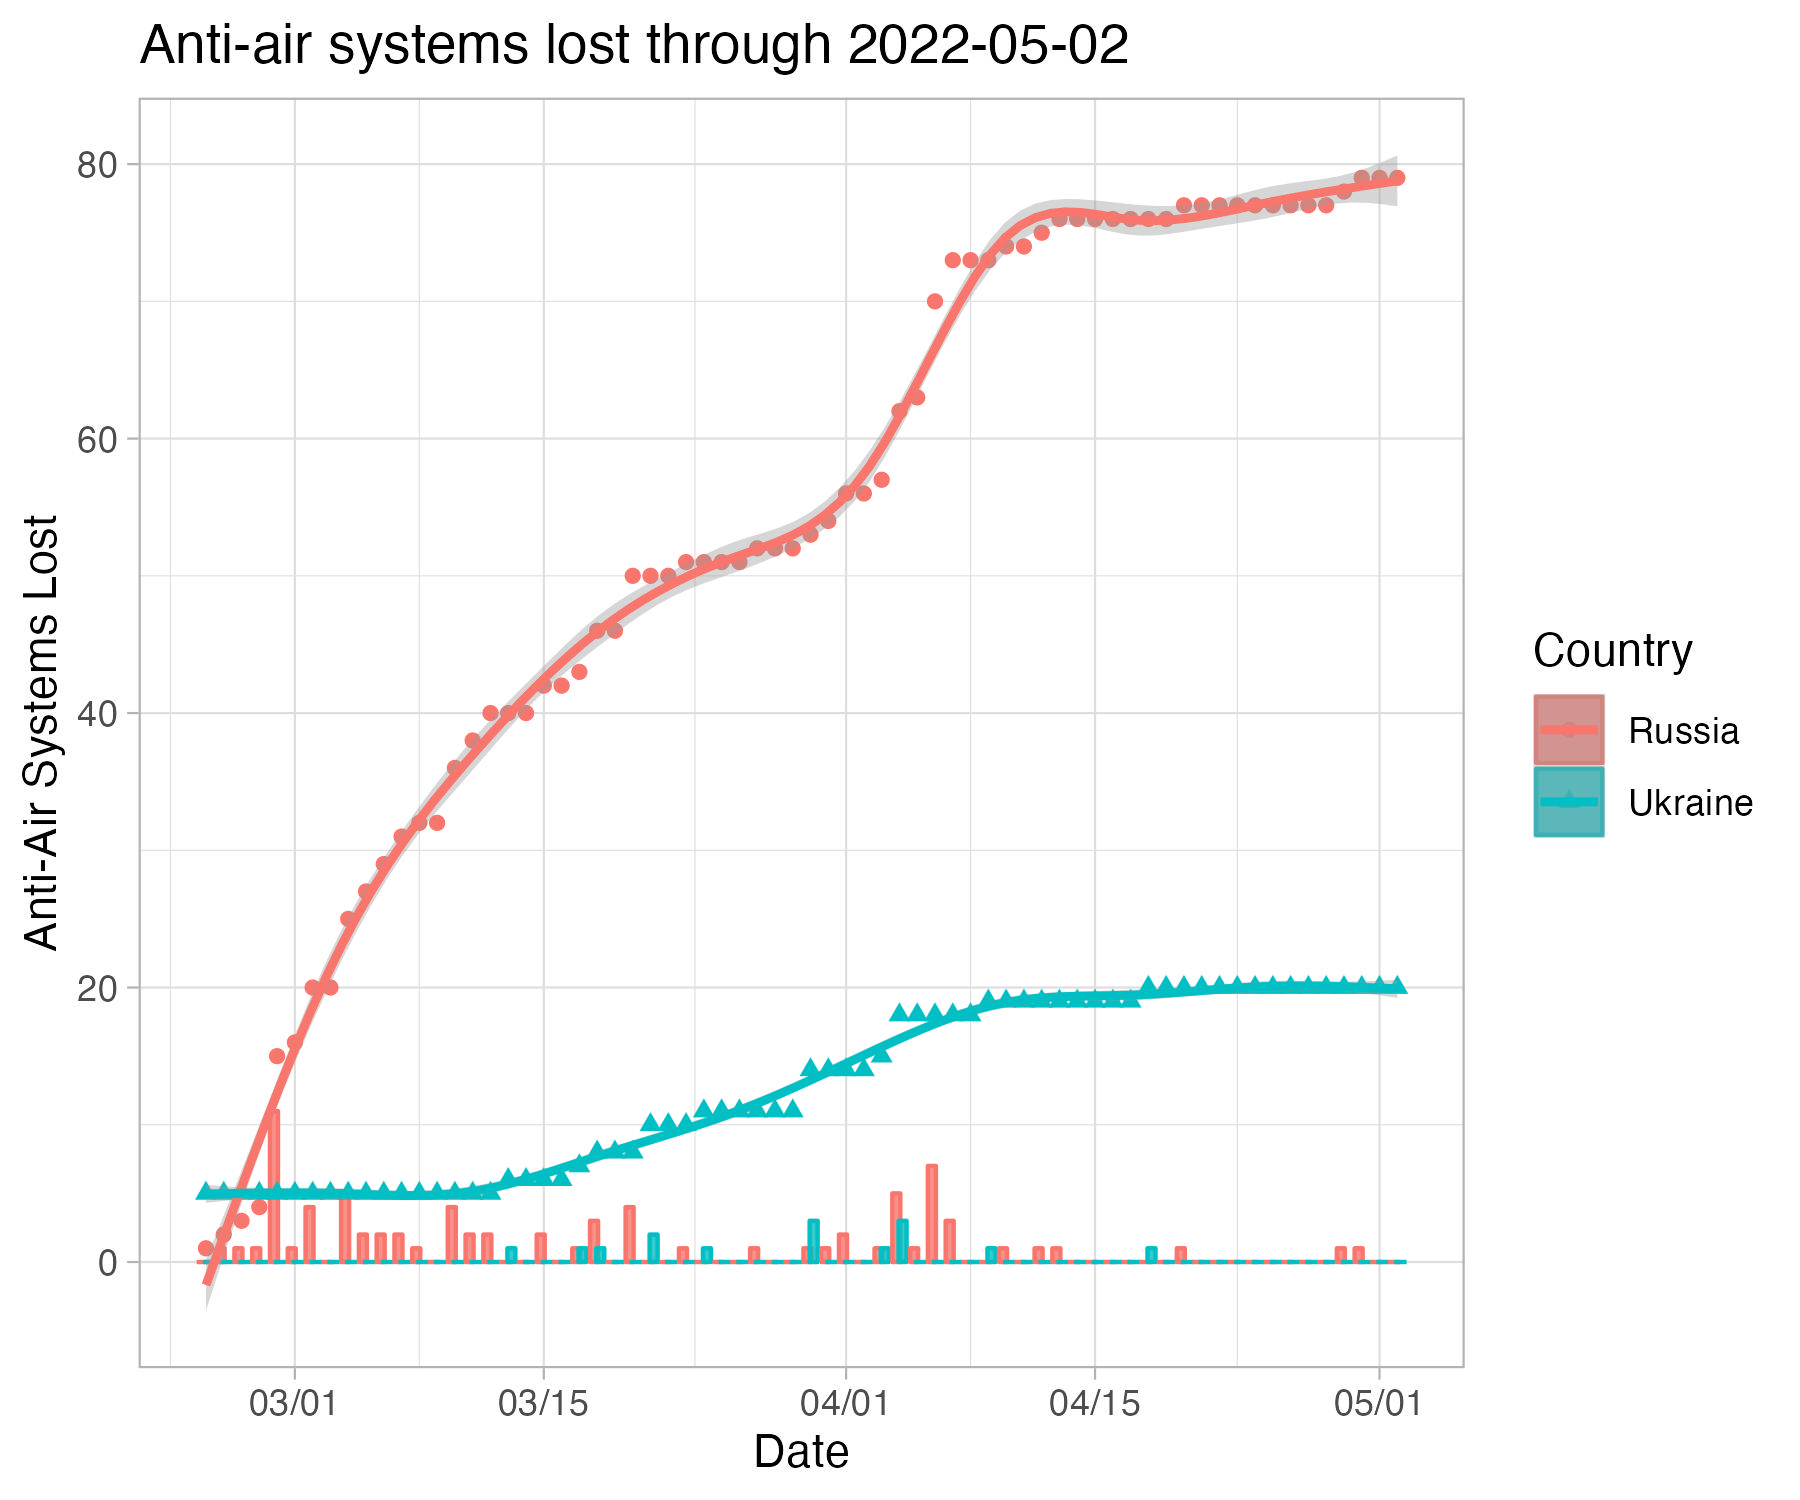 Anti-air systems lost through 2022-05-02
Anti-Air Systems Lost
80
60
40
20
0
03/01
03/15
04/01
04/15
05/01
Date
Country
Russia
Ukraine